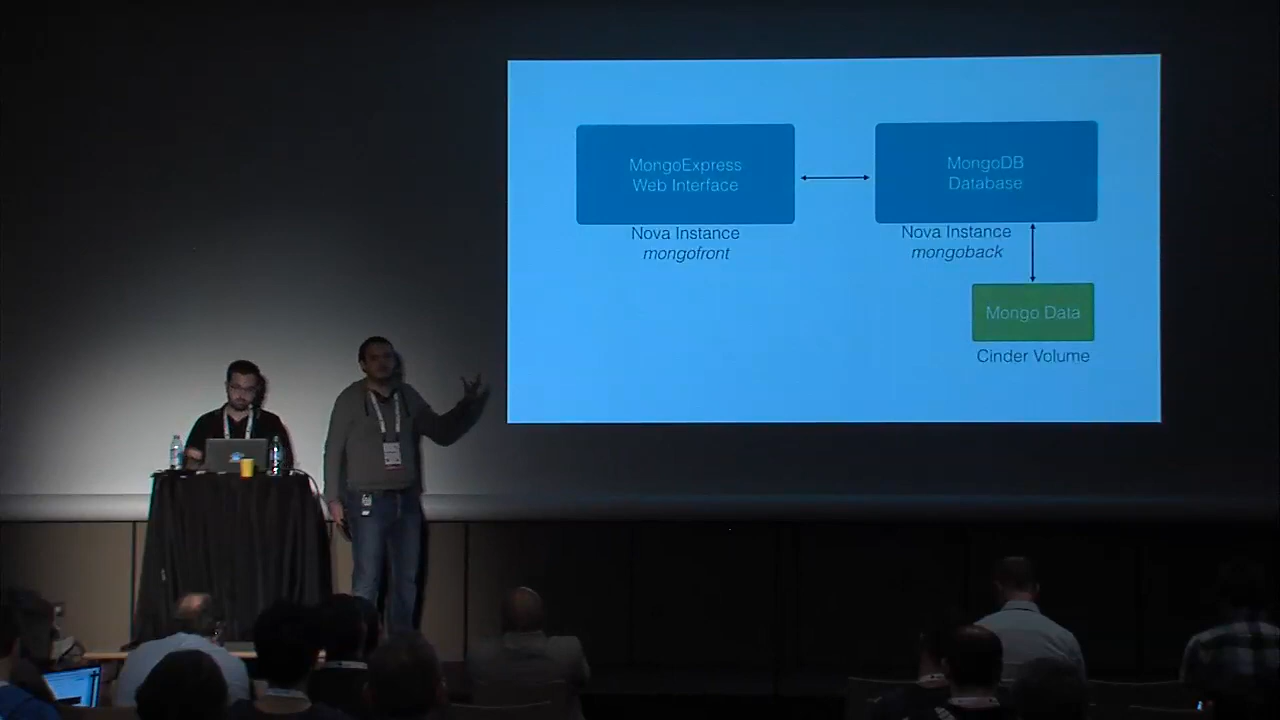 MongoExpress
Web Interface
Nova Instance
mongofront
MongoDB
Database
Nova Instance
mongoback
Mongo Data
Cinder Volume